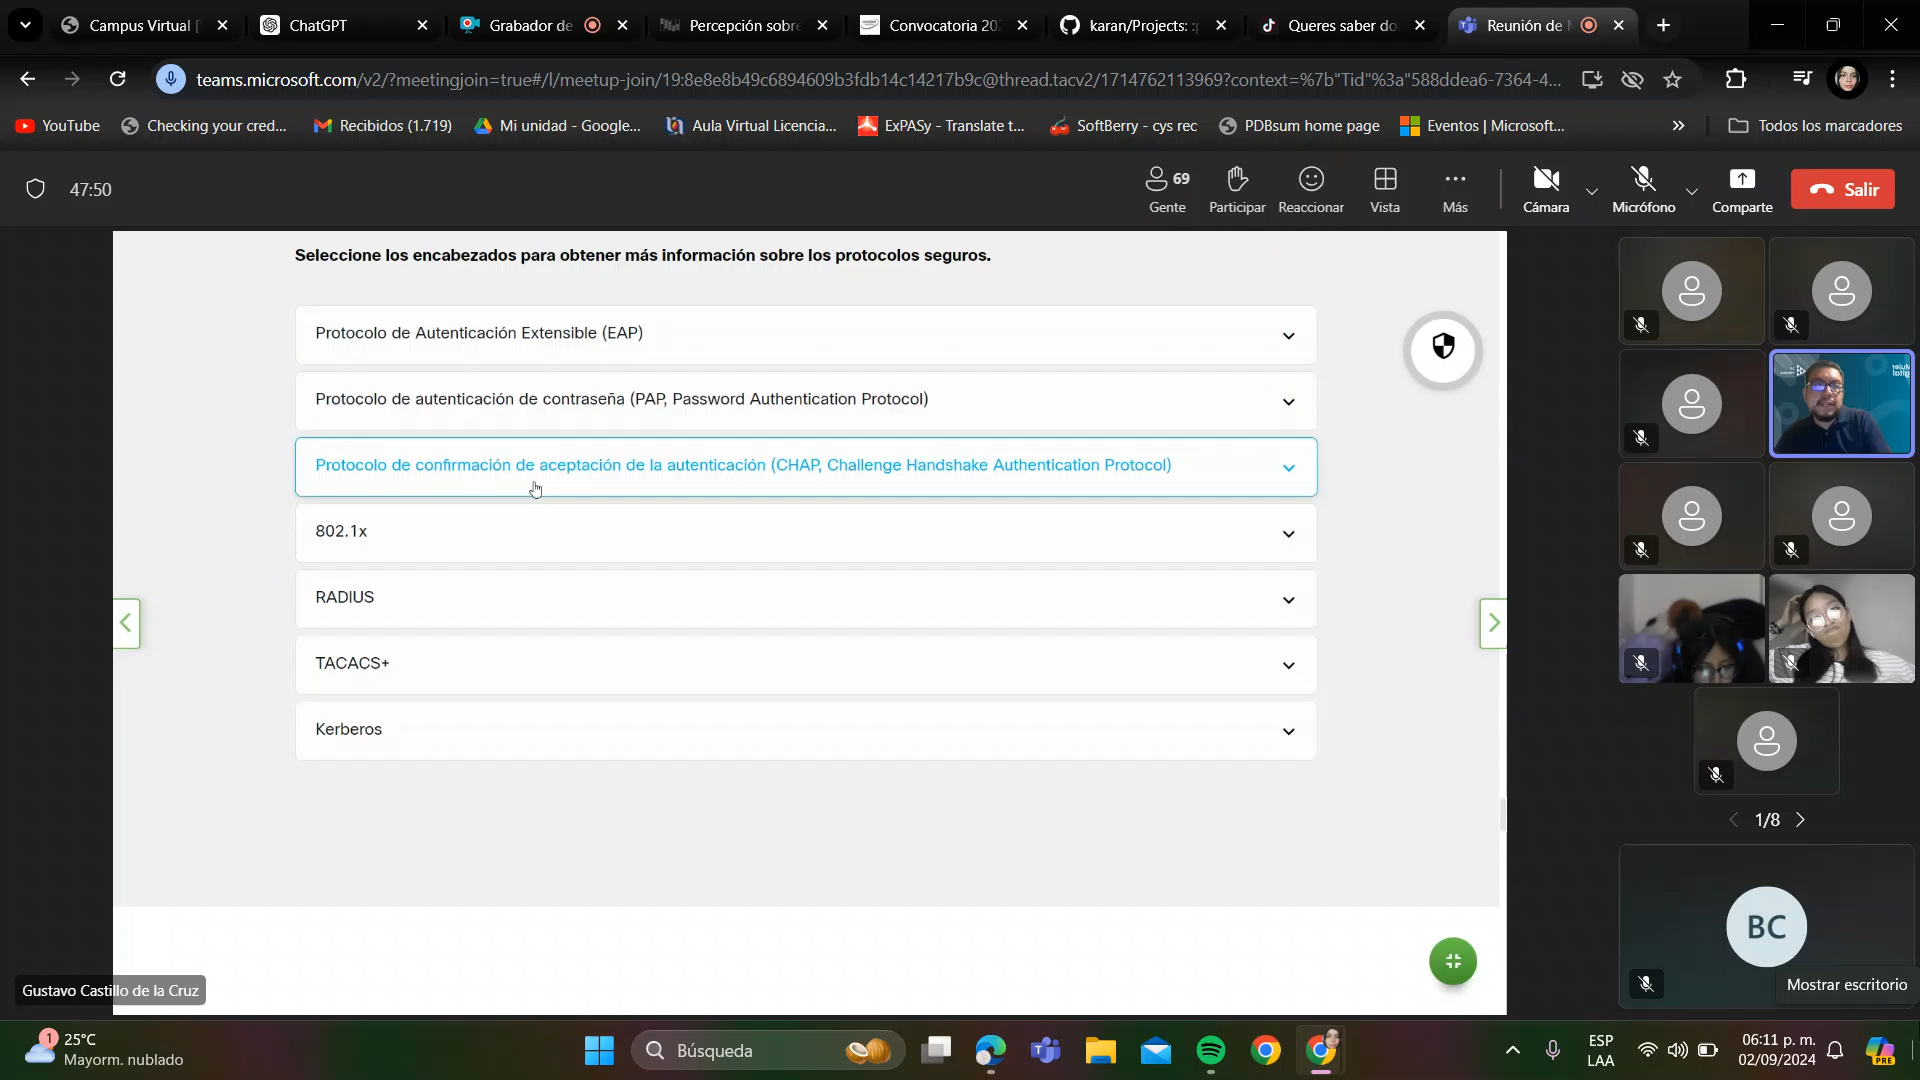 Campus Virtual [
ChatGPT
Grabador de
Percepción sobre
Convocatoria 202
karan/Projects: :p
Queres saber do
Reunión de M
teams.microsoft.com/v2/?meetingjoin=true#/l/meetup-join/19:8e8e8b49c6894609b3fdb14c14217b9c@thread.tacv2/1714762113969?context=%7b"Tid"%3a"588ddea6-7364-4...
YouTube
Checking your cred...
Recibidos (1.719)
Mi unidad - Google...
Aula Virtual Licencia...
ExPASy - Translate t...
SoftBerry - cys rec
PDBsum home page
Eventos | Microsoft...
Todos los marcadores
47:50
69
Gente
Participar
Reaccionar
Vista
Más
Cámara
Micrófono
Comparte
Salir
Seleccione los encabezados para obtener más información sobre los protocolos seguros.
Protocolo de Autenticación Extensible (EAP)
Protocolo de autenticación de contraseña (PAP, Password Authentication Protocol)
Protocolo de confirmación de aceptación de la autenticación (CHAP, Challenge Handshake Authentication Protocol)
802.1x
RADIUS
TACACS+
Kerberos
1/8
BC
Mostrar escritorio
Gustavo Castillo de la Cruz
1
25°C
Mayorm. nublado
Búsqueda
ESP
LAA
06:11 p. m.
02/09/2024
PRE